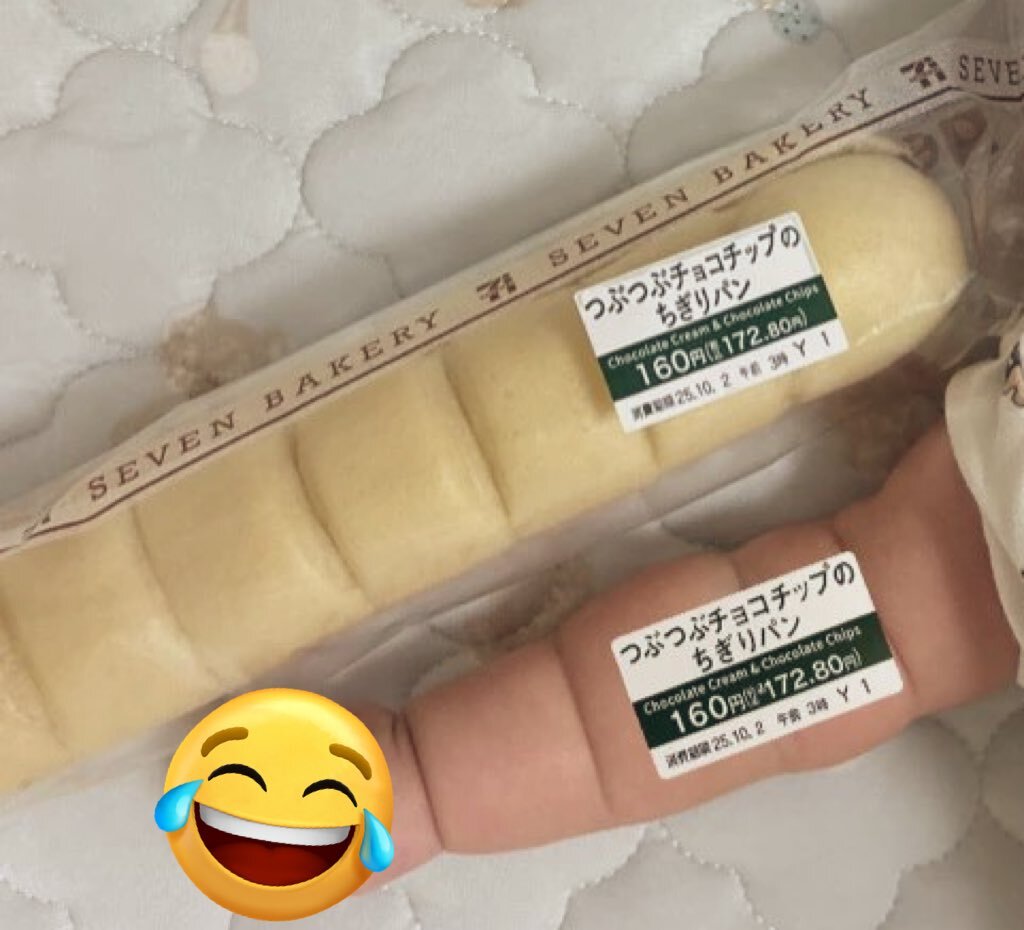 SEVEN BAKERY
SEVEN BAKERY
SEVE
つぶつぶチョコチップの
ちぎりパン
Chocolate Cream & Chocolate Chips
160円(税込172.80円)
消費期限25.10. 2 午前 3時 Y 1
つぶつぶチョコチップの
ちぎりパン
Chocolate Cream & Chocolate Chips
160円(税込172.80円)
消費期限25.10. 2 午前 3時 Y 1